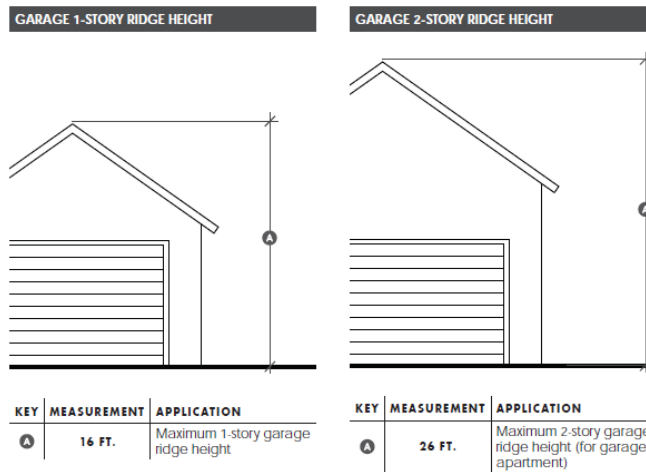 GARAGE 1-STORY RIDGE HEIGHT
A
KEY MEASUREMENT APPLICATION
A 16 FT. Maximum 1-story garage
ridge height
GARAGE 2-STORY RIDGE HEIGHT
A
KEY MEASUREMENT APPLICATION
A 26 FT. Maximum 2-story garage
ridge height (for garage
apartment)